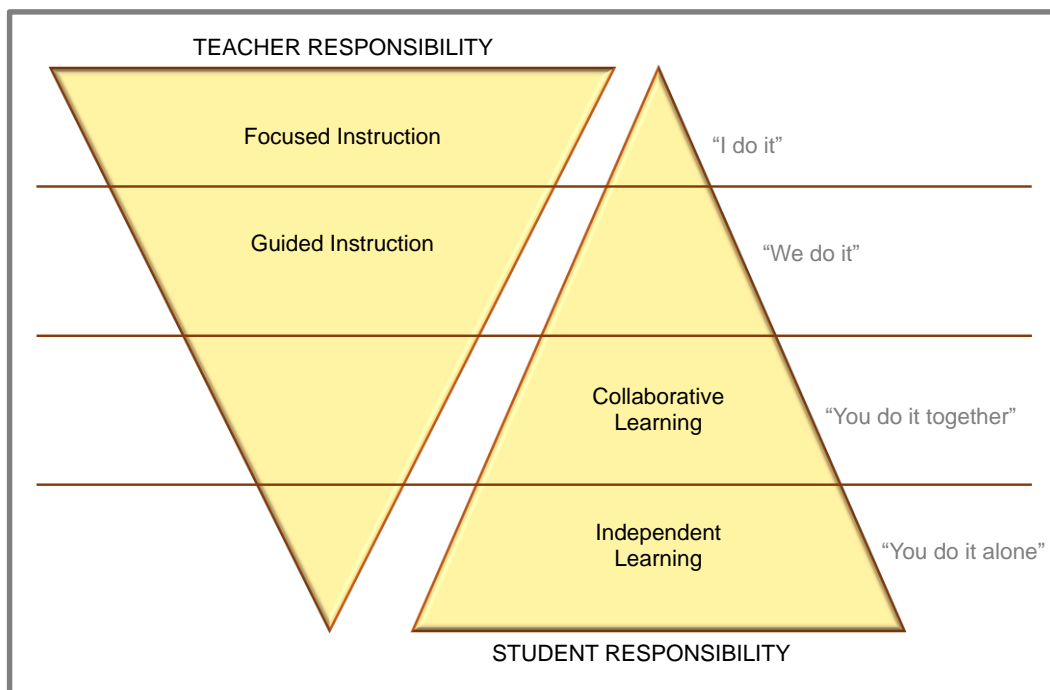 TEACHER RESPONSIBILITY
Focused Instruction
“I do it”
Guided Instruction
“We do it”
Collaborative
Learning
“You do it together”
Independent
Learning
“You do it alone”
STUDENT RESPONSIBILITY